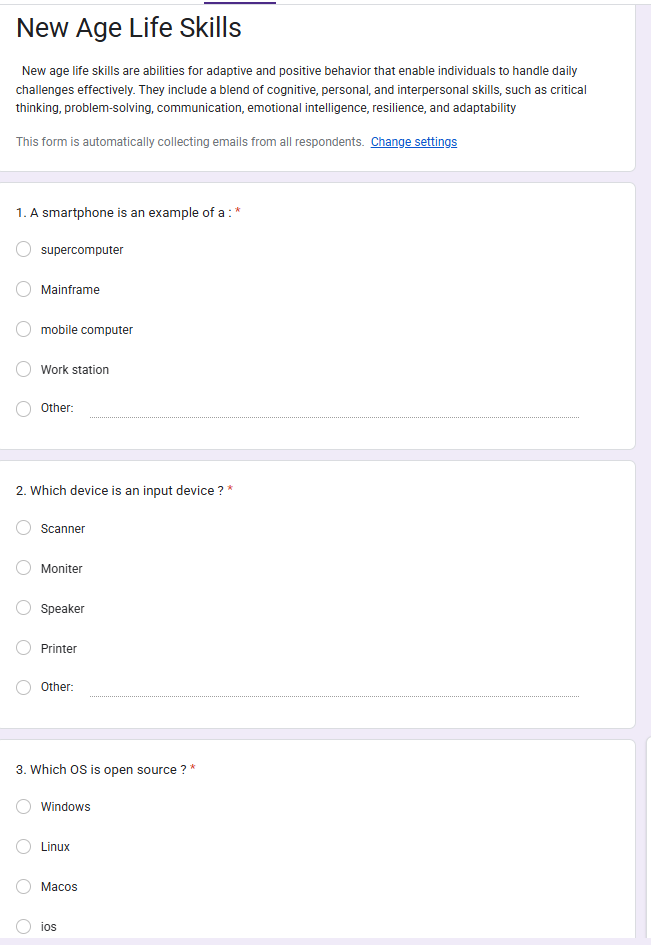 New Age Life Skills
New age life skills are abilities for adaptive and positive behavior that enable individuals to handle daily
challenges effectively. They include a blend of cognitive, personal, and interpersonal skills, such as critical
thinking, problem-solving, communication, emotional intelligence, resilience, and adaptability
This form is automatically collecting emails from all respondents. Change settings
1. A smartphone is an example of a : *
supercomputer
Mainframe
mobile computer
Work station
Other:
2. Which device is an input device ? *
Scanner
Moniter
Speaker
Printer
Other:
3. Which OS is open source ? *
Windows
Linux
Macos
ios